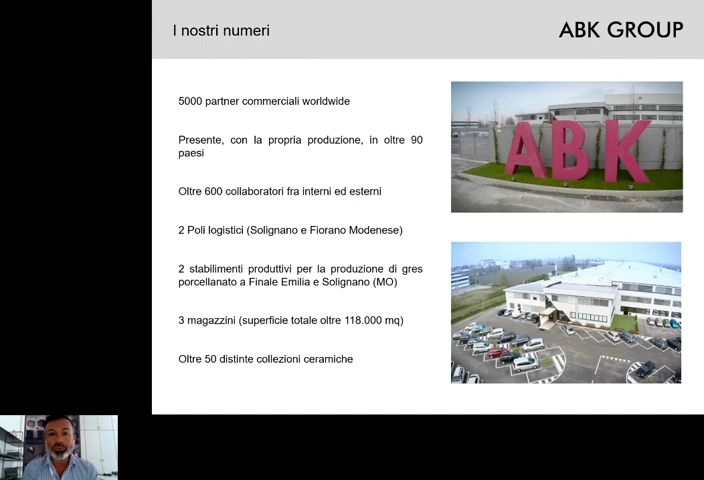 I nostri numeri
ABK GROUP
5000 partner commerciali worldwide
Presente, con la propria produzione, in oltre 90
paesi
Oltre 600 collaboratori fra interni ed esterni
2 Poli logistici (Solignano e Fiorano Modenese)
2 stabilimenti produttivi per la produzione di gres
porcellanato a Finale Emilia e Solignano (MO)
3 magazzini (superficie totale oltre 118.000 mq)
Oltre 50 distinte collezioni ceramiche
ABK